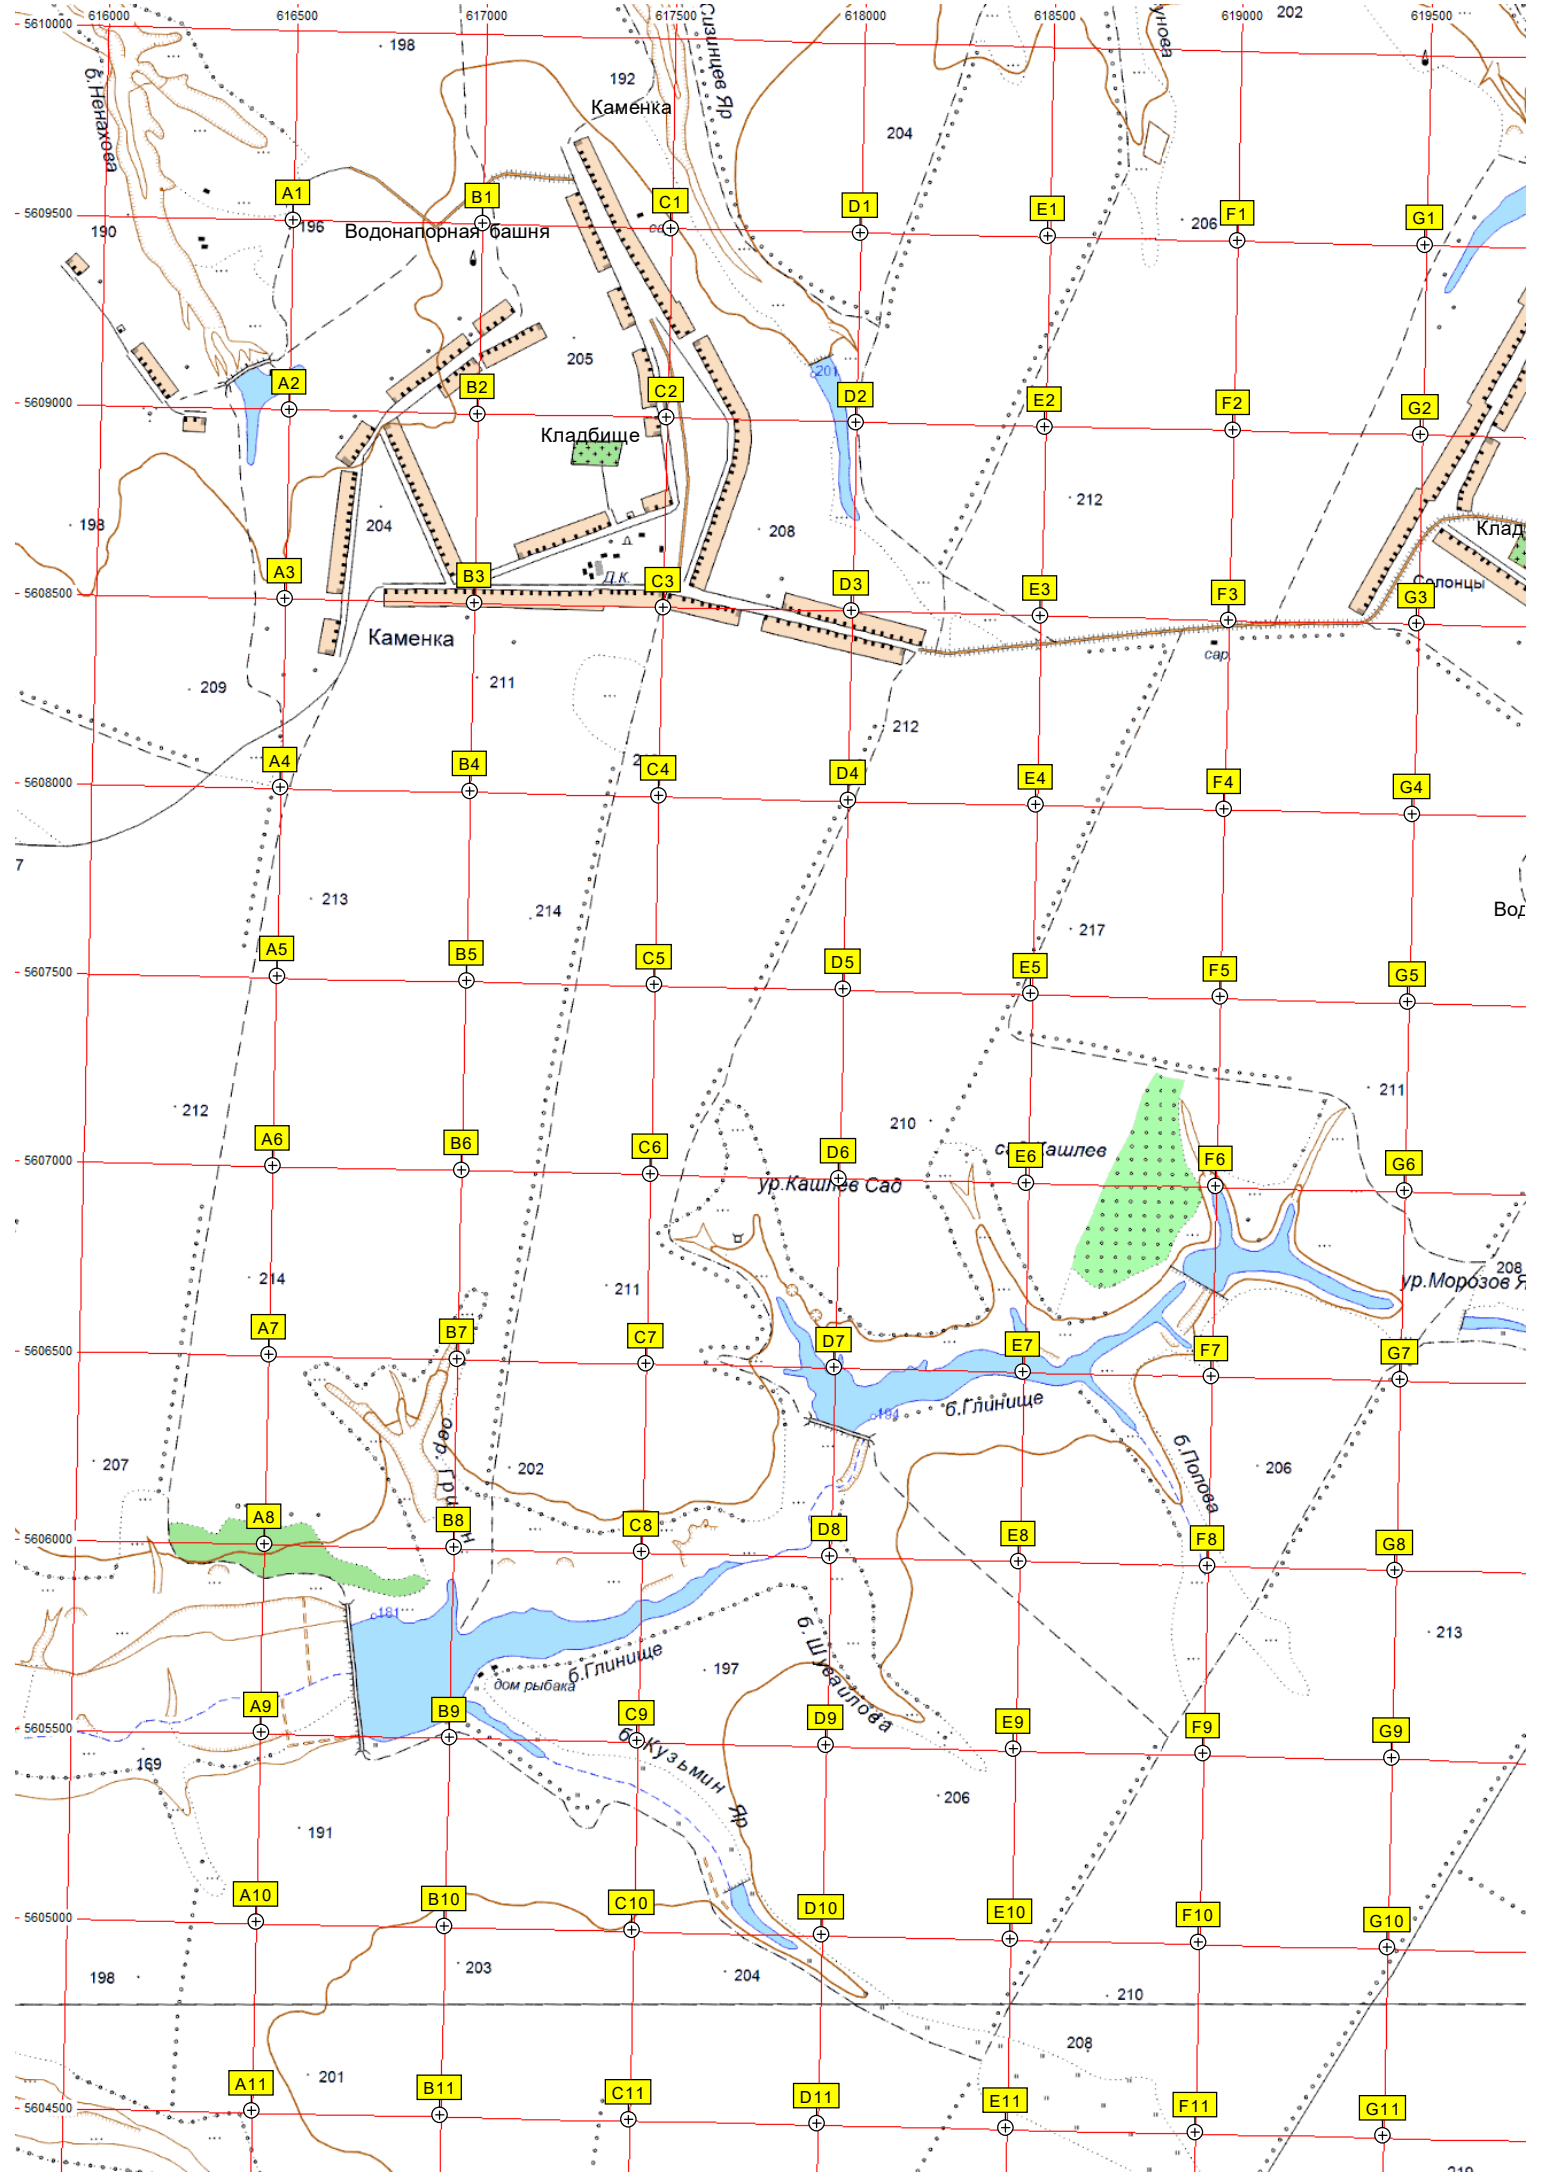 616000 616500 617000 617500 618000 618500 619000 619500
5610000
198
192
202
Каменка
204
б.Ненахова
Сизинцев Яр
A1 B1 C1 D1 E1 F1 G1
5609500
190
196
Водонапорная башня
206
205
201
A2 B2 C2 D2 E2 F2 G2
5609000
Кладбище
198
204
208
212
Клад
Д.К.
Солонцы
A3 B3 C3 D3 E3 F3 G3
5608500
Каменка
сар.
209
211
212
A4 B4 C4 D4 E4 F4 G4
5608000
7
213
214
217
Вод
A5 B5 C5 D5 E5 F5 G5
5607500
212
210
211
A6 B6 C6 D6 E6 F6 G6
5607000
ур.Кашлев Сад
214
211
208
ур.Морозов Я
A7 B7 C7 D7 E7 F7 G7
5606500
194
б.Глинище
207
202
206
б.Попова
A8 B8 C8 D8 E8 F8 G8
5606000
181
213
б.Глинище
197
дом рыбака
б.Шувайлова
A9 B9 C9 D9 E9 F9 G9
5605500
169
б.Кузьмин Яр
206
191
A10 B10 C10 D10 E10 F10 G10
5605000
198
203
204
210
208
201
A11 B11 C11 D11 E11 F11 G11
5604500